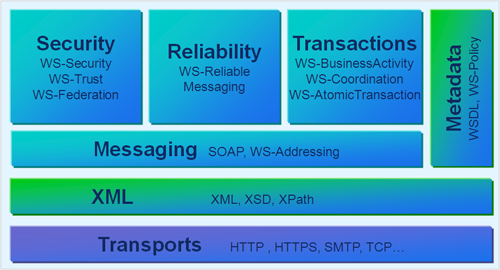 Security
WS-Security
WS-Trust
WS-Federation
Reliability
WS-Reliable
Messaging
Transactions
WS-BusinessActivity
WS-Coordination
WS-AtomicTransaction
Metadata
WSDL, WS-Policy
Messaging SOAP, WS-Addressing
XML XML, XSD, XPath
Transports HTTP , HTTPS, SMTP, TCP...